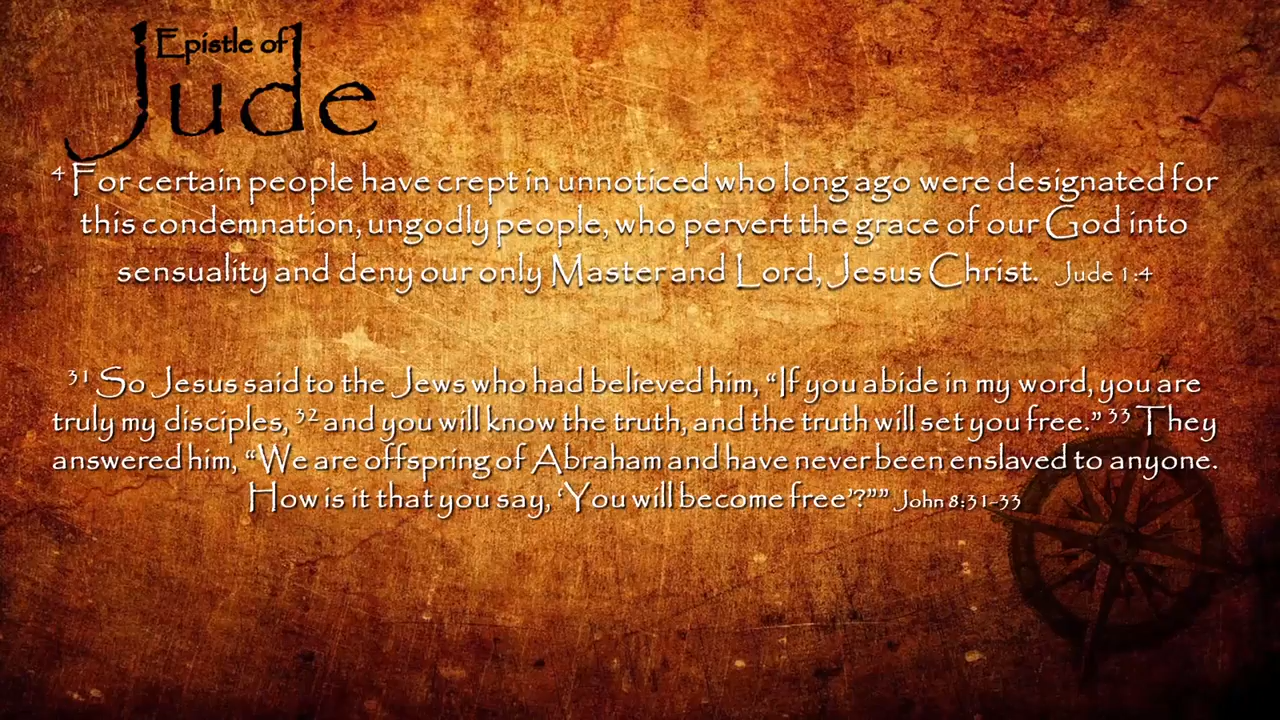 Epistle of
Jude
⁴ For certain people have crept in unnoticed who long ago were designated for
this condemnation, ungodly people, who pervert the grace of our God into
sensuality and deny our only Master and Lord, Jesus Christ. Jude 1:4
³¹ So Jesus said to the Jews who had believed him, “If you abide in my word, you are
truly my disciples, ³² and you will know the truth, and the truth will set you free.” ³³ They
answered him, “We are offspring of Abraham and have never been enslaved to anyone.
How is it that you say, ‘You will become free’?”” John 8:31-33